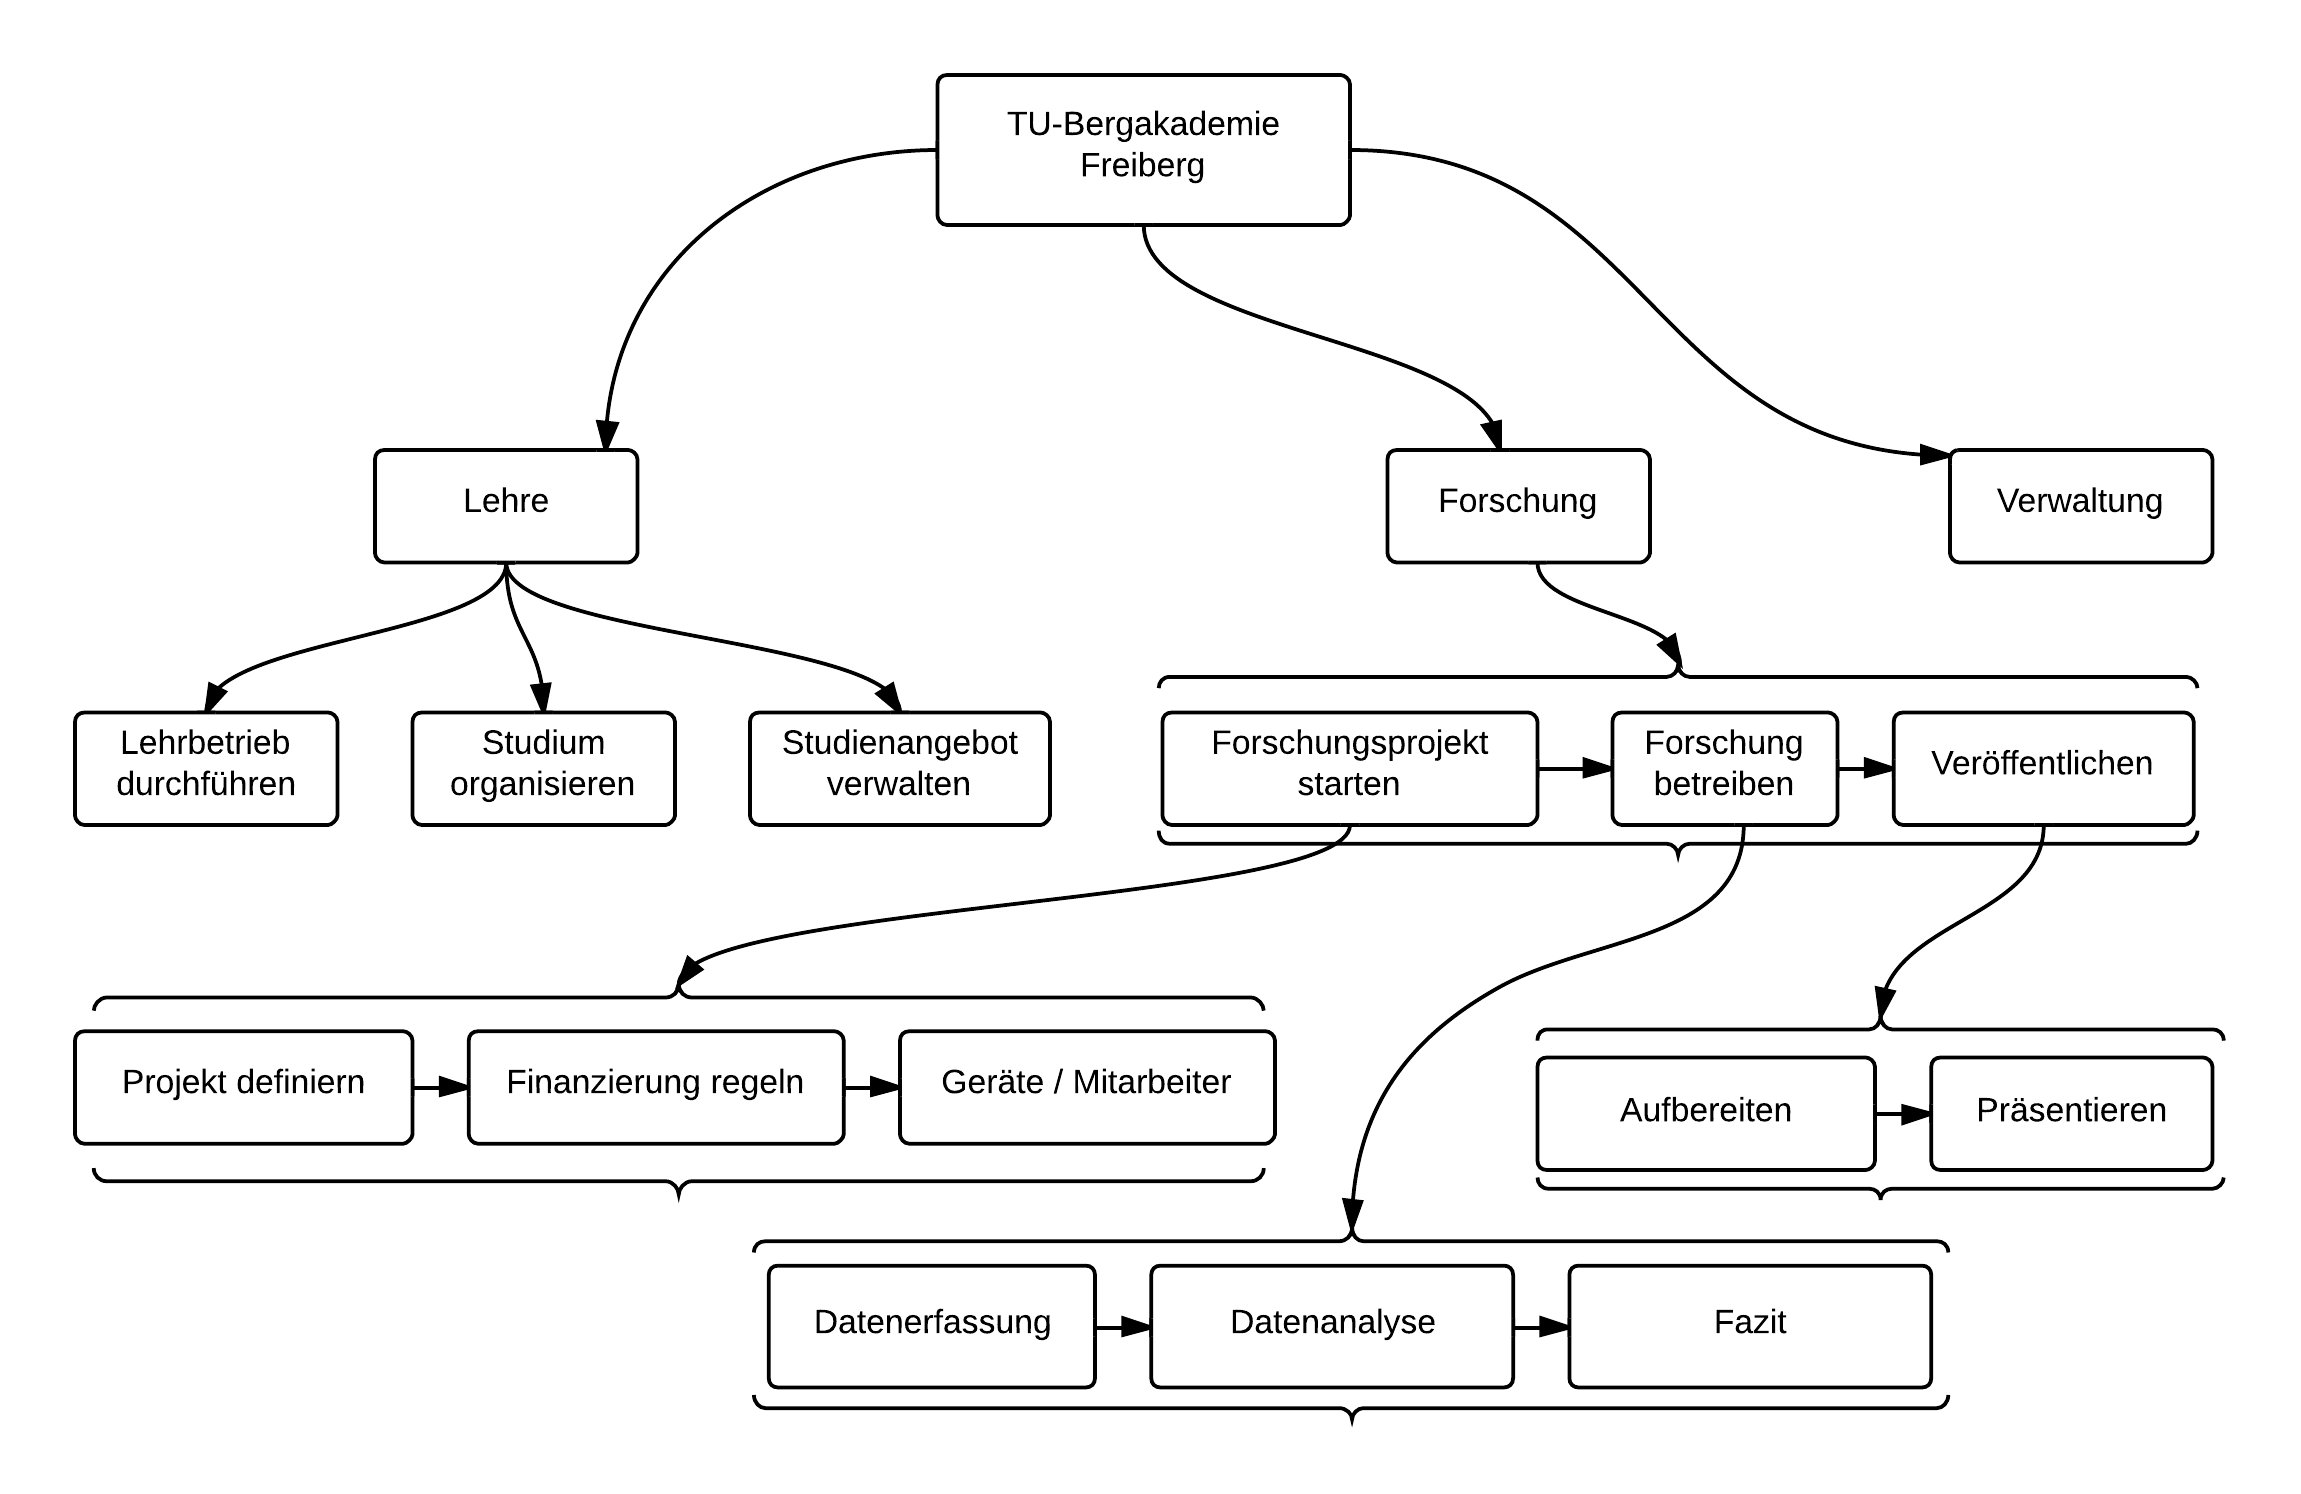 TU-Bergakademie
Freiberg
Lehre
Forschung
Verwaltung
Lehrbetrieb
durchführen
Studium
organisieren
Studienangebot
verwalten
Forschungsprojekt
starten
Forschung
betreiben
Veröffentlichen
Projekt definiern
Finanzierung regeln
Geräte / Mitarbeiter
Aufbereiten
Präsentieren
Datenerfassung
Datenanalyse
Fazit